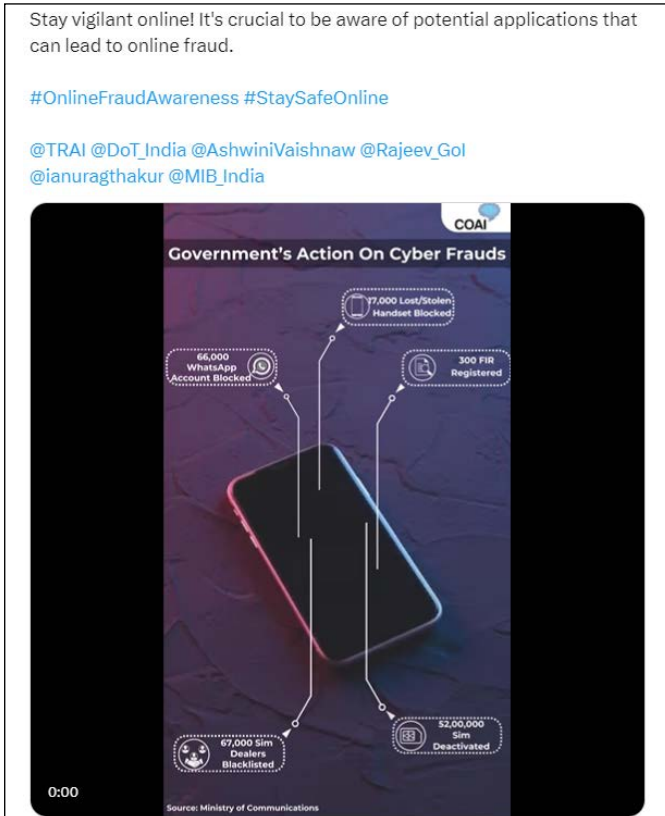 Stay vigilant online! It's crucial to be aware of potential applications that
can lead to online fraud.
#OnlineFraudAwareness #StaySafeOnline
@TRAI @DoT_India @AshwiniVaishnaw @Rajeev_GoI
@ianuragthakur @MIB_India
COAI
Government's Action On Cyber Frauds
17,000 Lost/Stolen
Handset Blocked
66,000
WhatsApp
Account Blocked
300 FIR
Registered
67,000 Sim
Dealers
Blacklisted
52,00,000
Sim
Deactivated
0:00
Source: Ministry of Communications